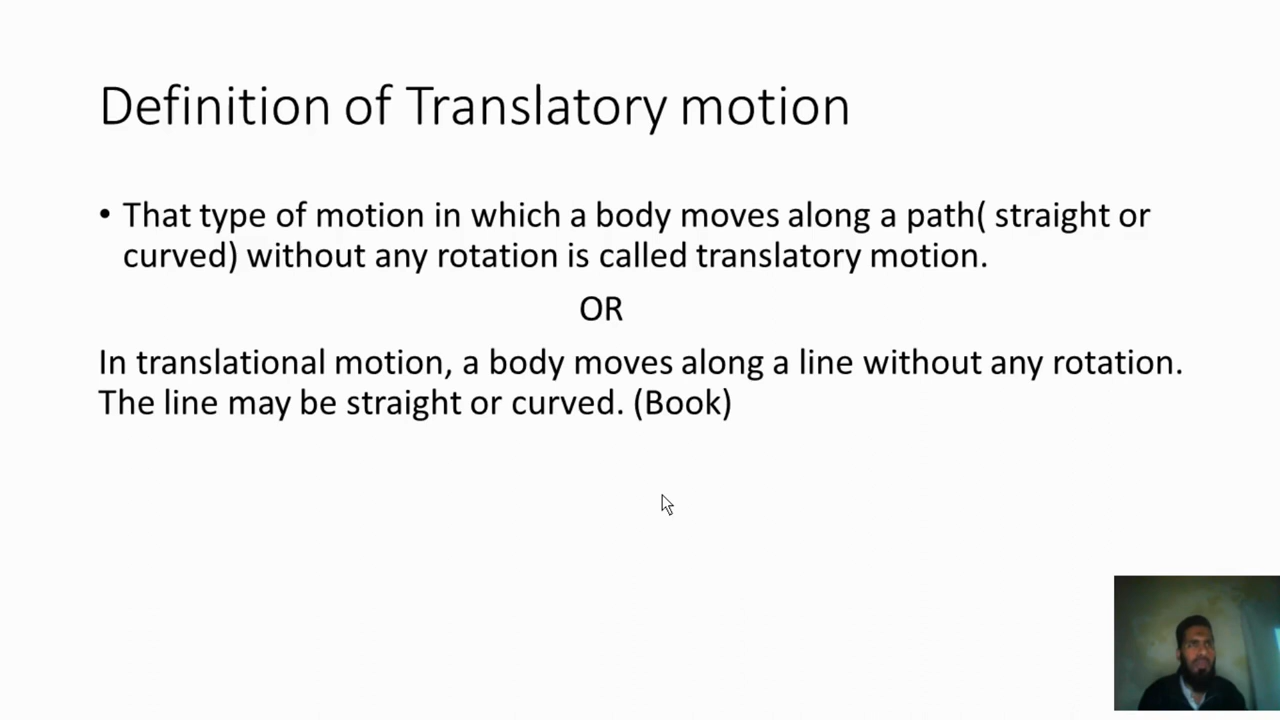 Definition of Translatory motion
• That type of motion in which a body moves along a path( straight or
curved) without any rotation is called translatory motion.
OR
In translational motion, a body moves along a line without any rotation.
The line may be straight or curved. (Book)